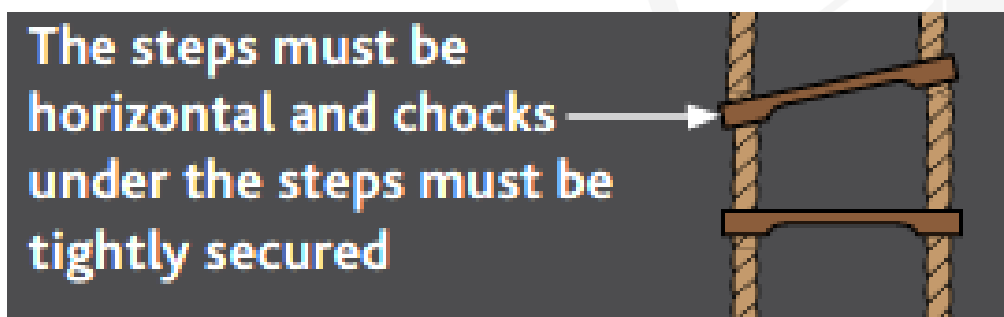 The steps must be
horizontal and chocks
under the steps must be
tightly secured